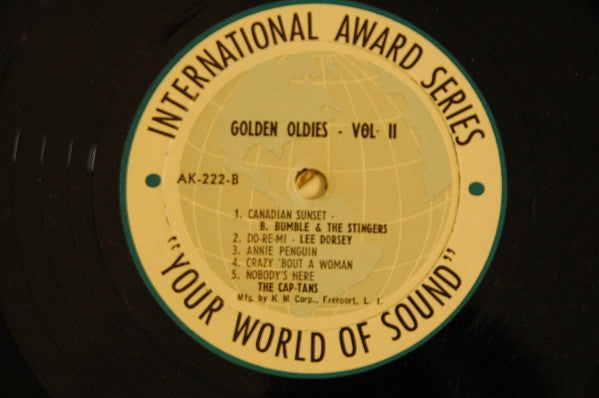 INTERNATIONAL AWARD SERIES
GOLDEN OLDIES - VOL. II
AK-222-B
1. CANADIAN SUNSET -
B. BUMBLE & THE STINGERS
2. DO-RE-MI - LEE DORSEY
3. ANNIE PENGUIN
4. CRAZY 'BOUT A WOMAN
5. NOBODY'S HERE
THE CAP-TANS
Mfg. by K M Corp., Freeport, L. I.
"YOUR WORLD OF SOUND"